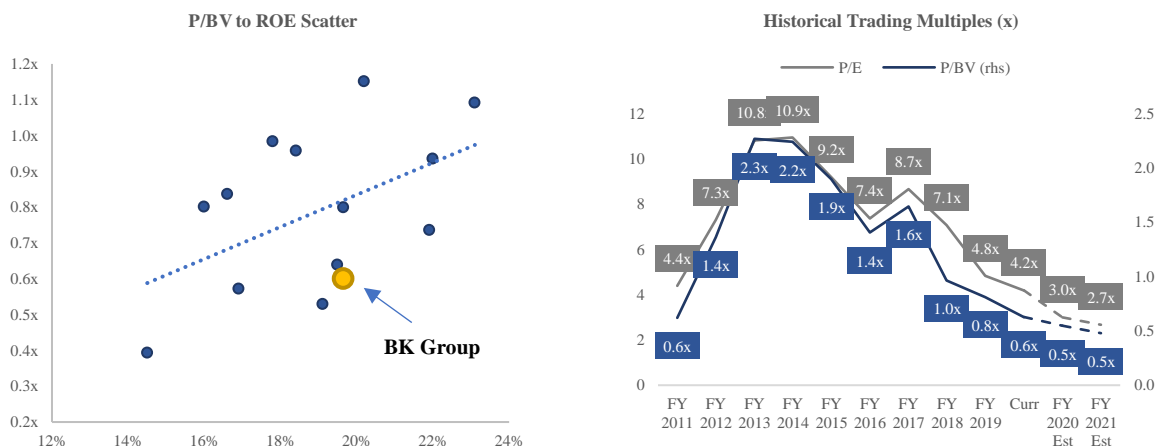 P/BV to ROE Scatter
1.2x
1.1x
1.0x
0.9x
0.8x
0.7x
0.6x
0.5x
0.4x
0.3x
0.2x
12%
14%
16%
18%
20%
22%
24%
BK Group
Historical Trading Multiples (x)
P/E
P/BV (rhs)
12
10
8
6
4
2
0
2.5
2.0
1.5
1.0
0.5
0.0
4.4x
7.3x
10.8x
10.9x
9.2x
7.4x
8.7x
7.1x
4.8x
4.2x
3.0x
2.7x
0.6x
1.4x
2.3x
2.2x
1.9x
1.4x
1.6x
1.0x
0.8x
0.6x
0.5x
0.5x
FY
2011
FY
2012
FY
2013
FY
2014
FY
2015
FY
2016
FY
2017
FY
2018
FY
2019
Curr
FY
2020
Est
FY
2021
Est